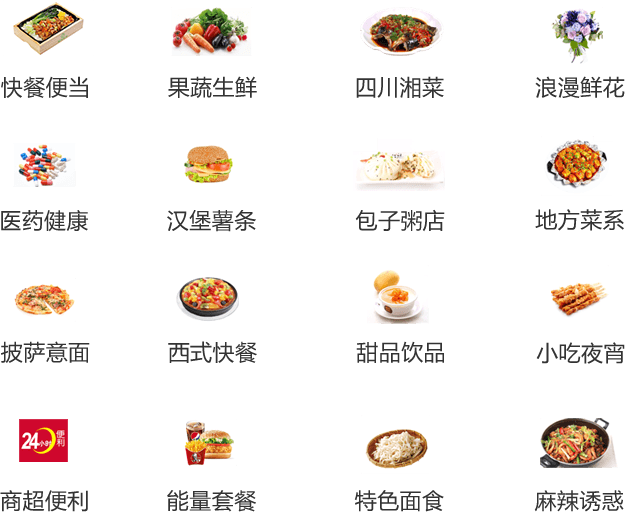 快餐便当
果蔬生鲜
四川湘菜
浪漫鲜花
医药健康
汉堡薯条
包子粥店
地方菜系
披萨意面
西式快餐
甜品饮品
小吃夜宵
24小时
便利
商超便利
能量套餐
特色面食
麻辣诱惑